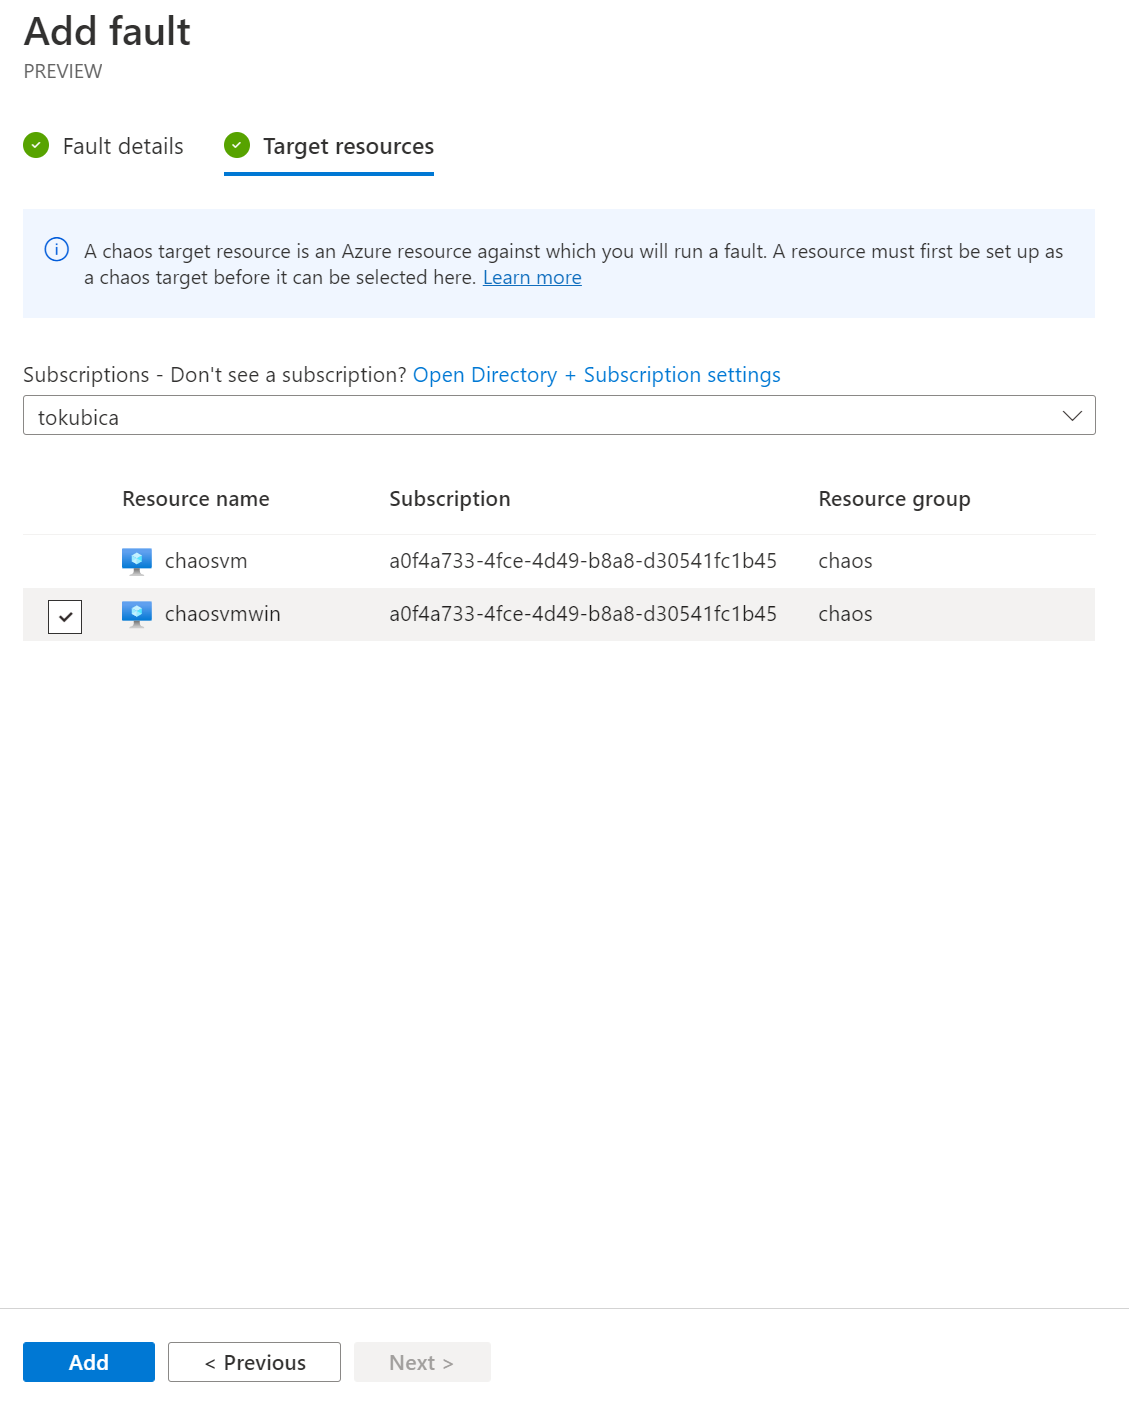 Add fault
PREVIEW
Fault details
Target resources
A chaos target resource is an Azure resource against which you will run a fault. A resource must first be set up as
a chaos target before it can be selected here. Learn more
Subscriptions - Don't see a subscription? Open Directory + Subscription settings
tokubica
Resource name Subscription Resource group
chaosvm a0f4a733-4fce-4d49-b8a8-d30541fc1b45 chaos
chaosvmwin a0f4a733-4fce-4d49-b8a8-d30541fc1b45 chaos
Add < Previous Next >